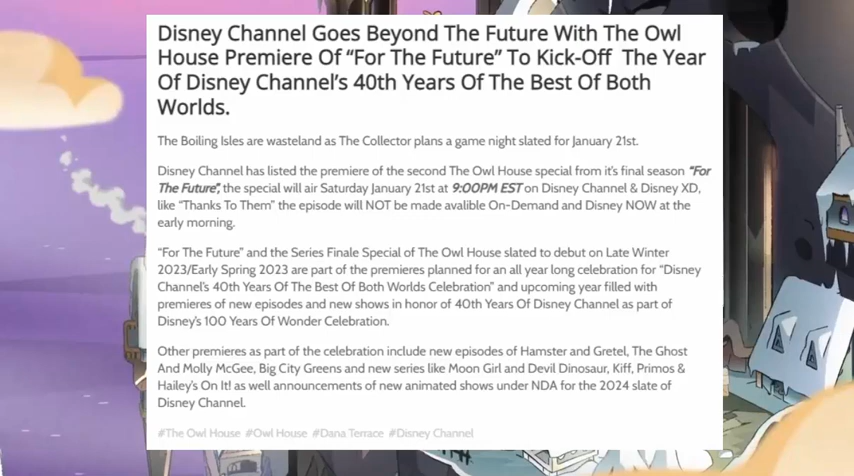 Disney Channel Goes Beyond The Future With The Owl
House Premiere Of “For The Future” To Kick-Off The Year
Of Disney Channel’s 40th Years Of The Best Of Both
Worlds.
The Boiling Isles are wasteland as The Collector plans a game night slated for January 21st.
Disney Channel has listed the premiere of the second The Owl House special from it’s final season “For
The Future”, the special will air Saturday January 21st at 9:00PM EST on Disney Channel & Disney XD,
like “Thanks To Them” the episode will NOT be made avalible On-Demand and Disney NOW at the
early morning.
“For The Future” and the Series Finale Special of The Owl House slated to debut on Late Winter
2023/Early Spring 2023 are part of the premieres planned for an all year long celebration for “Disney
Channel’s 40th Years Of The Best Of Both Worlds Celebration” and upcoming year filled with
premieres of new episodes and new shows in honor of 40th Years Of Disney Channel as part of
Disney’s 100 Years Of Wonder Celebration.
Other premieres as part of the celebration include new episodes of Hamster and Gretel, The Ghost
And Molly McGee, Big City Greens and new series like Moon Girl and Devil Dinosaur, Kiff, Primos &
Hailey’s On It! as well announcements of new animated shows under NDA for the 2024 slate of
Disney Channel.
#The Owl House #Owl House #Dana Terrace #Disney Channel